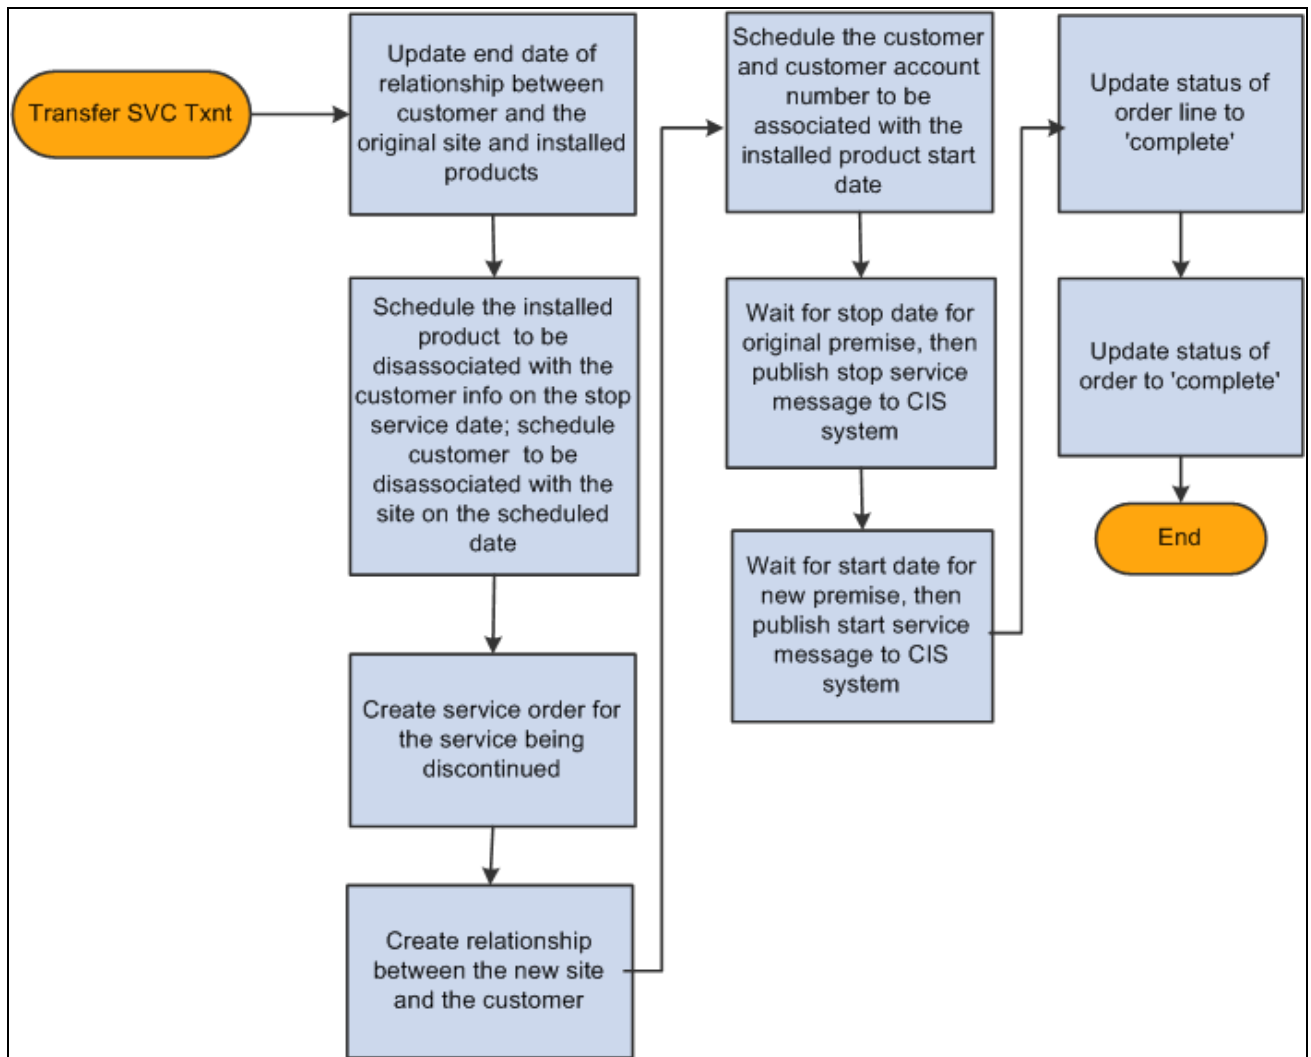 Transfer SVC Txnt
Update end date of
relationship between
customer and the
original site and installed
products
Schedule the installed
product to be
disassociated with the
customer info on the stop
service date; schedule
customer to be
disassociated with the
site on the scheduled
date
Create service order for
the service being
discontinued
Create relationship
between the new site
and the customer
Schedule the customer
and customer account
number to be
associated with the
installed product start
date
Wait for stop date for
original premise, then
publish stop service
message to CIS
system
Wait for start date for
new premise, then
publish start service
message to CIS
system
Update status of
order line to
'complete'
Update status of
order to 'complete'
End